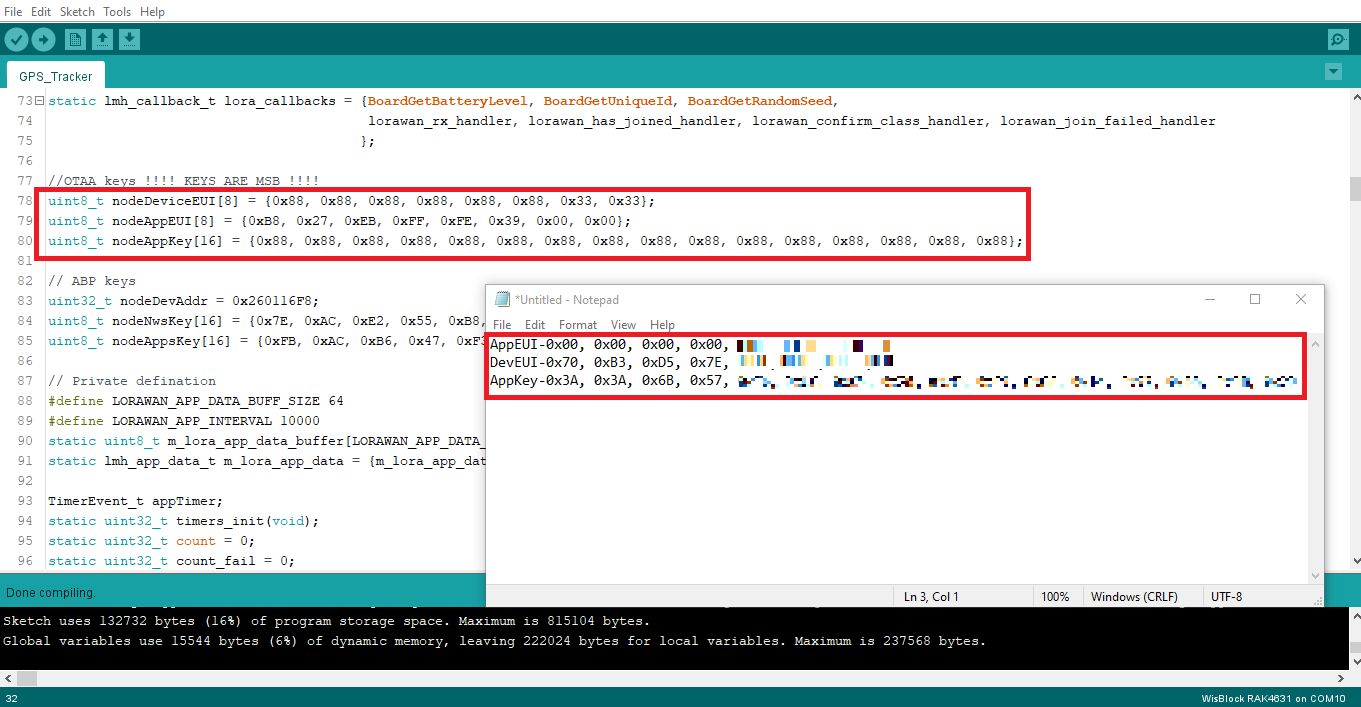 File Edit Sketch Tools Help
GPS_Tracker
73 static lmh_callback_t lora_callbacks = {BoardGetBatteryLevel, BoardGetUniqueId, BoardGetRandomSeed,
74 lorawan_rx_handler, lorawan_has_joined_handler, lorawan_confirm_class_handler, lorawan_join_failed_handler
75 };
76
77 //OTAA keys !!!! KEYS ARE MSB !!!!
78 uint8_t nodeDeviceEUI[8] = {0x88, 0x88, 0x88, 0x88, 0x88, 0x88, 0x33, 0x33};
79 uint8_t nodeAppEUI[8] = {0xB8, 0x27, 0xEB, 0xFF, 0xFE, 0x39, 0x00, 0x00};
80 uint8_t nodeAppKey[16] = {0x88, 0x88, 0x88, 0x88, 0x88, 0x88, 0x88, 0x88, 0x88, 0x88, 0x88, 0x88, 0x88, 0x88, 0x88, 0x88};
81
82 // ABP keys
83 uint32_t nodeDevAddr = 0x260116F8;
84 uint8_t nodeNwsKey[16] = {0x7E, 0xAC, 0xE2, 0x55, 0xB8,
85 uint8_t nodeAppsKey[16] = {0xFB, 0xAC, 0xB6, 0x47, 0xF3
86
87 // Private defination
88 #define LORAWAN_APP_DATA_BUFF_SIZE 64
89 #define LORAWAN_APP_INTERVAL 10000
90 static uint8_t m_lora_app_data_buffer[LORAWAN_APP_DATA_
91 static lmh_app_data_t m_lora_app_data = {m_lora_app_dat
92
93 TimerEvent_t appTimer;
94 static uint32_t timers_init(void);
95 static uint32_t count = 0;
96 static uint32_t count_fail = 0;
*Untitled - Notepad
File Edit Format View Help
AppEUI-0x00, 0x00, 0x00, 0x00,
DevEUI-0x70, 0xB3, 0xD5, 0x7E,
AppKey-0x3A, 0x3A, 0x6B, 0x57,
Ln 3, Col 1 100% Windows (CRLF) UTF-8
Done compiling.
Sketch uses 132732 bytes (16%) of program storage space. Maximum is 815104 bytes.
Global variables use 15544 bytes (6%) of dynamic memory, leaving 222024 bytes for local variables. Maximum is 237568 bytes.
32 WisBlock RAK4631 on COM10